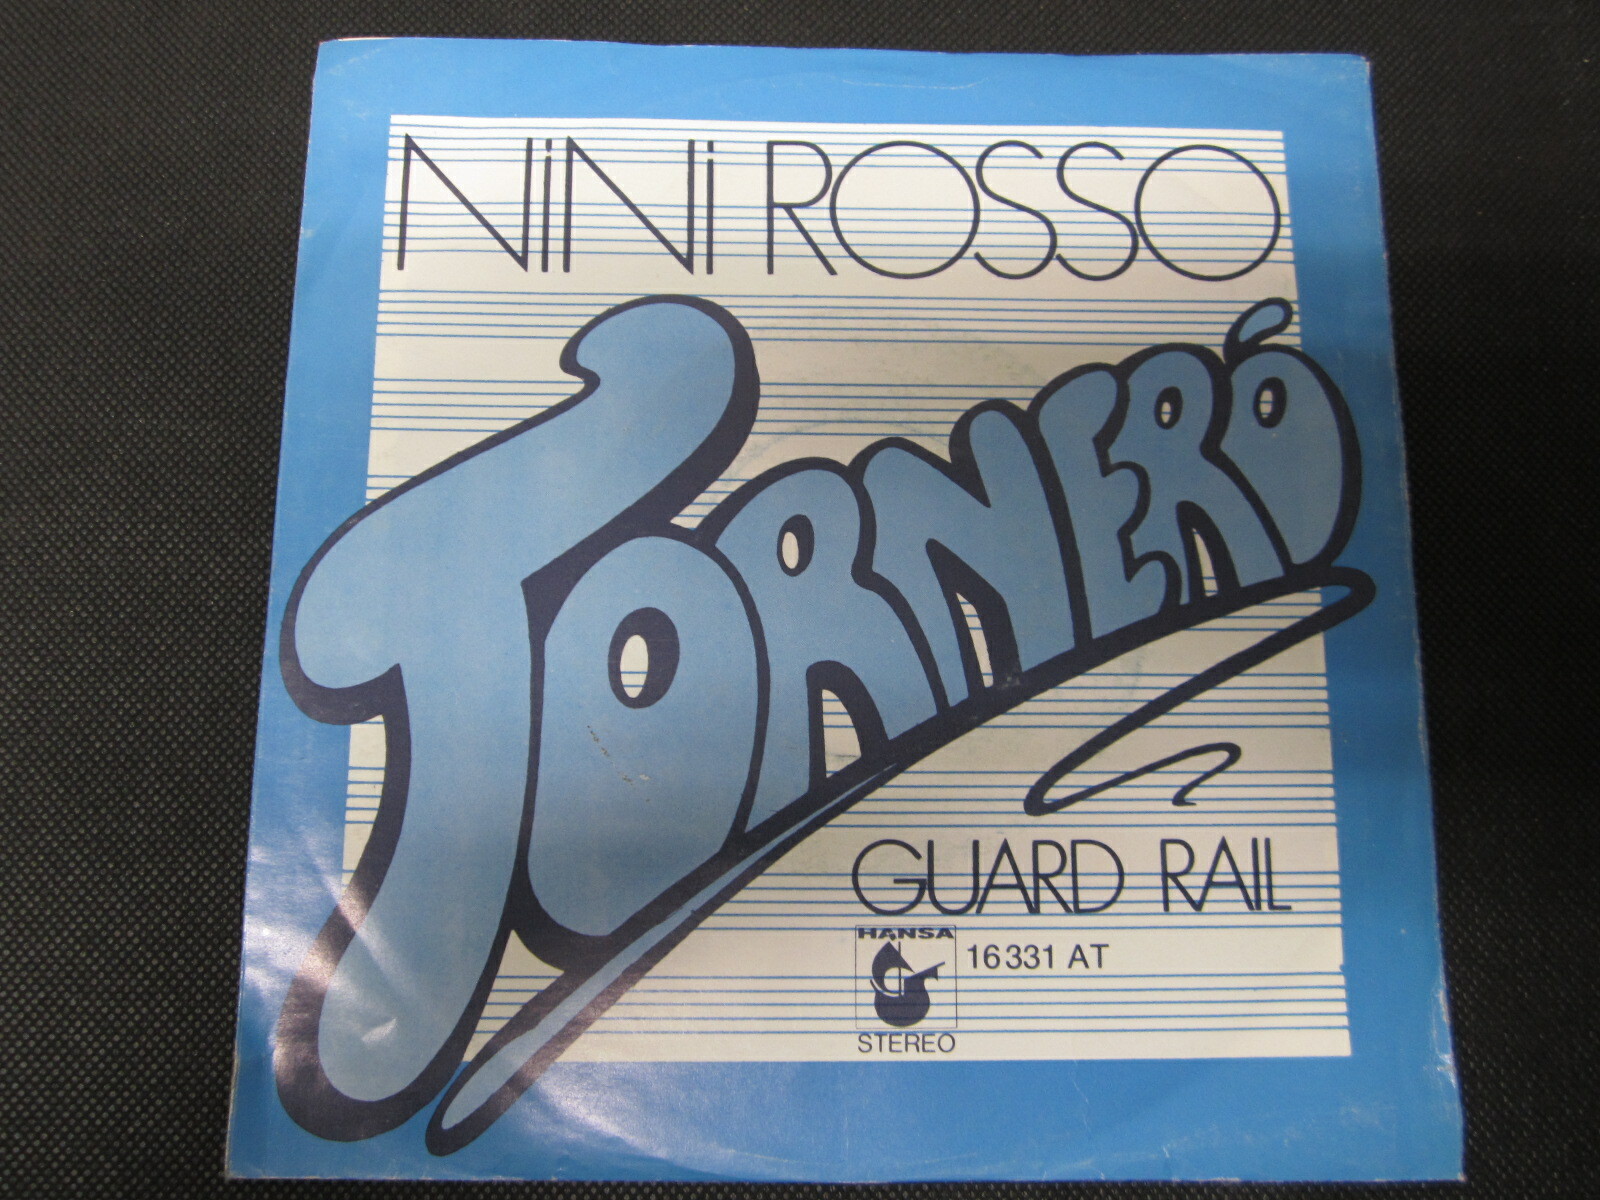 NiNi ROSSO
TORNERÓ
GUARD RAIL
HANSA
16 331 AT
STEREO